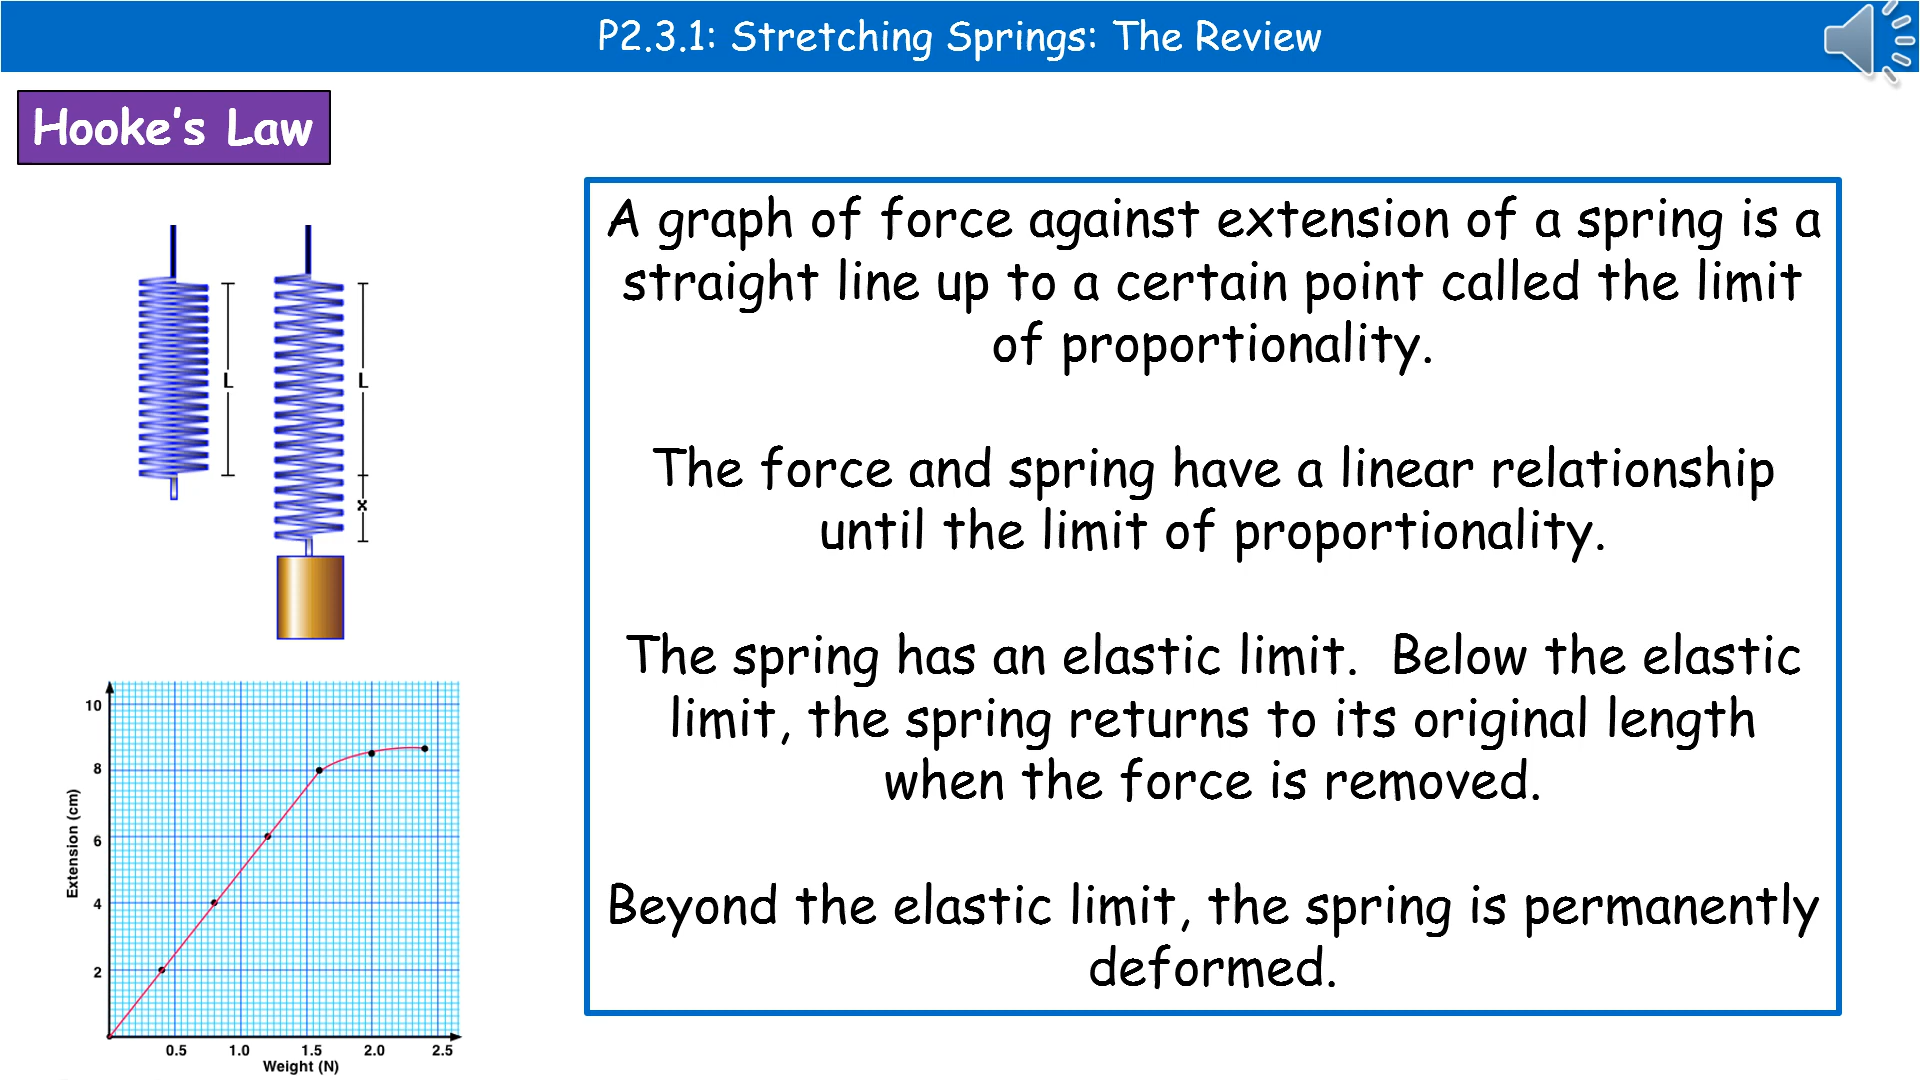 P2.3.1: Stretching Springs: The Review
Hooke's Law
A graph of force against extension of a spring is a
straight line up to a certain point called the limit
of proportionality.
The force and spring have a linear relationship
until the limit of proportionality.
The spring has an elastic limit.  Below the elastic
limit, the spring returns to its original length
when the force is removed.
Beyond the elastic limit, the spring is permanently
deformed.
L
L
x
10
8
6
4
2
Extension (cm)
0.5 1.0 1.5 2.0 2.5
Weight (N)